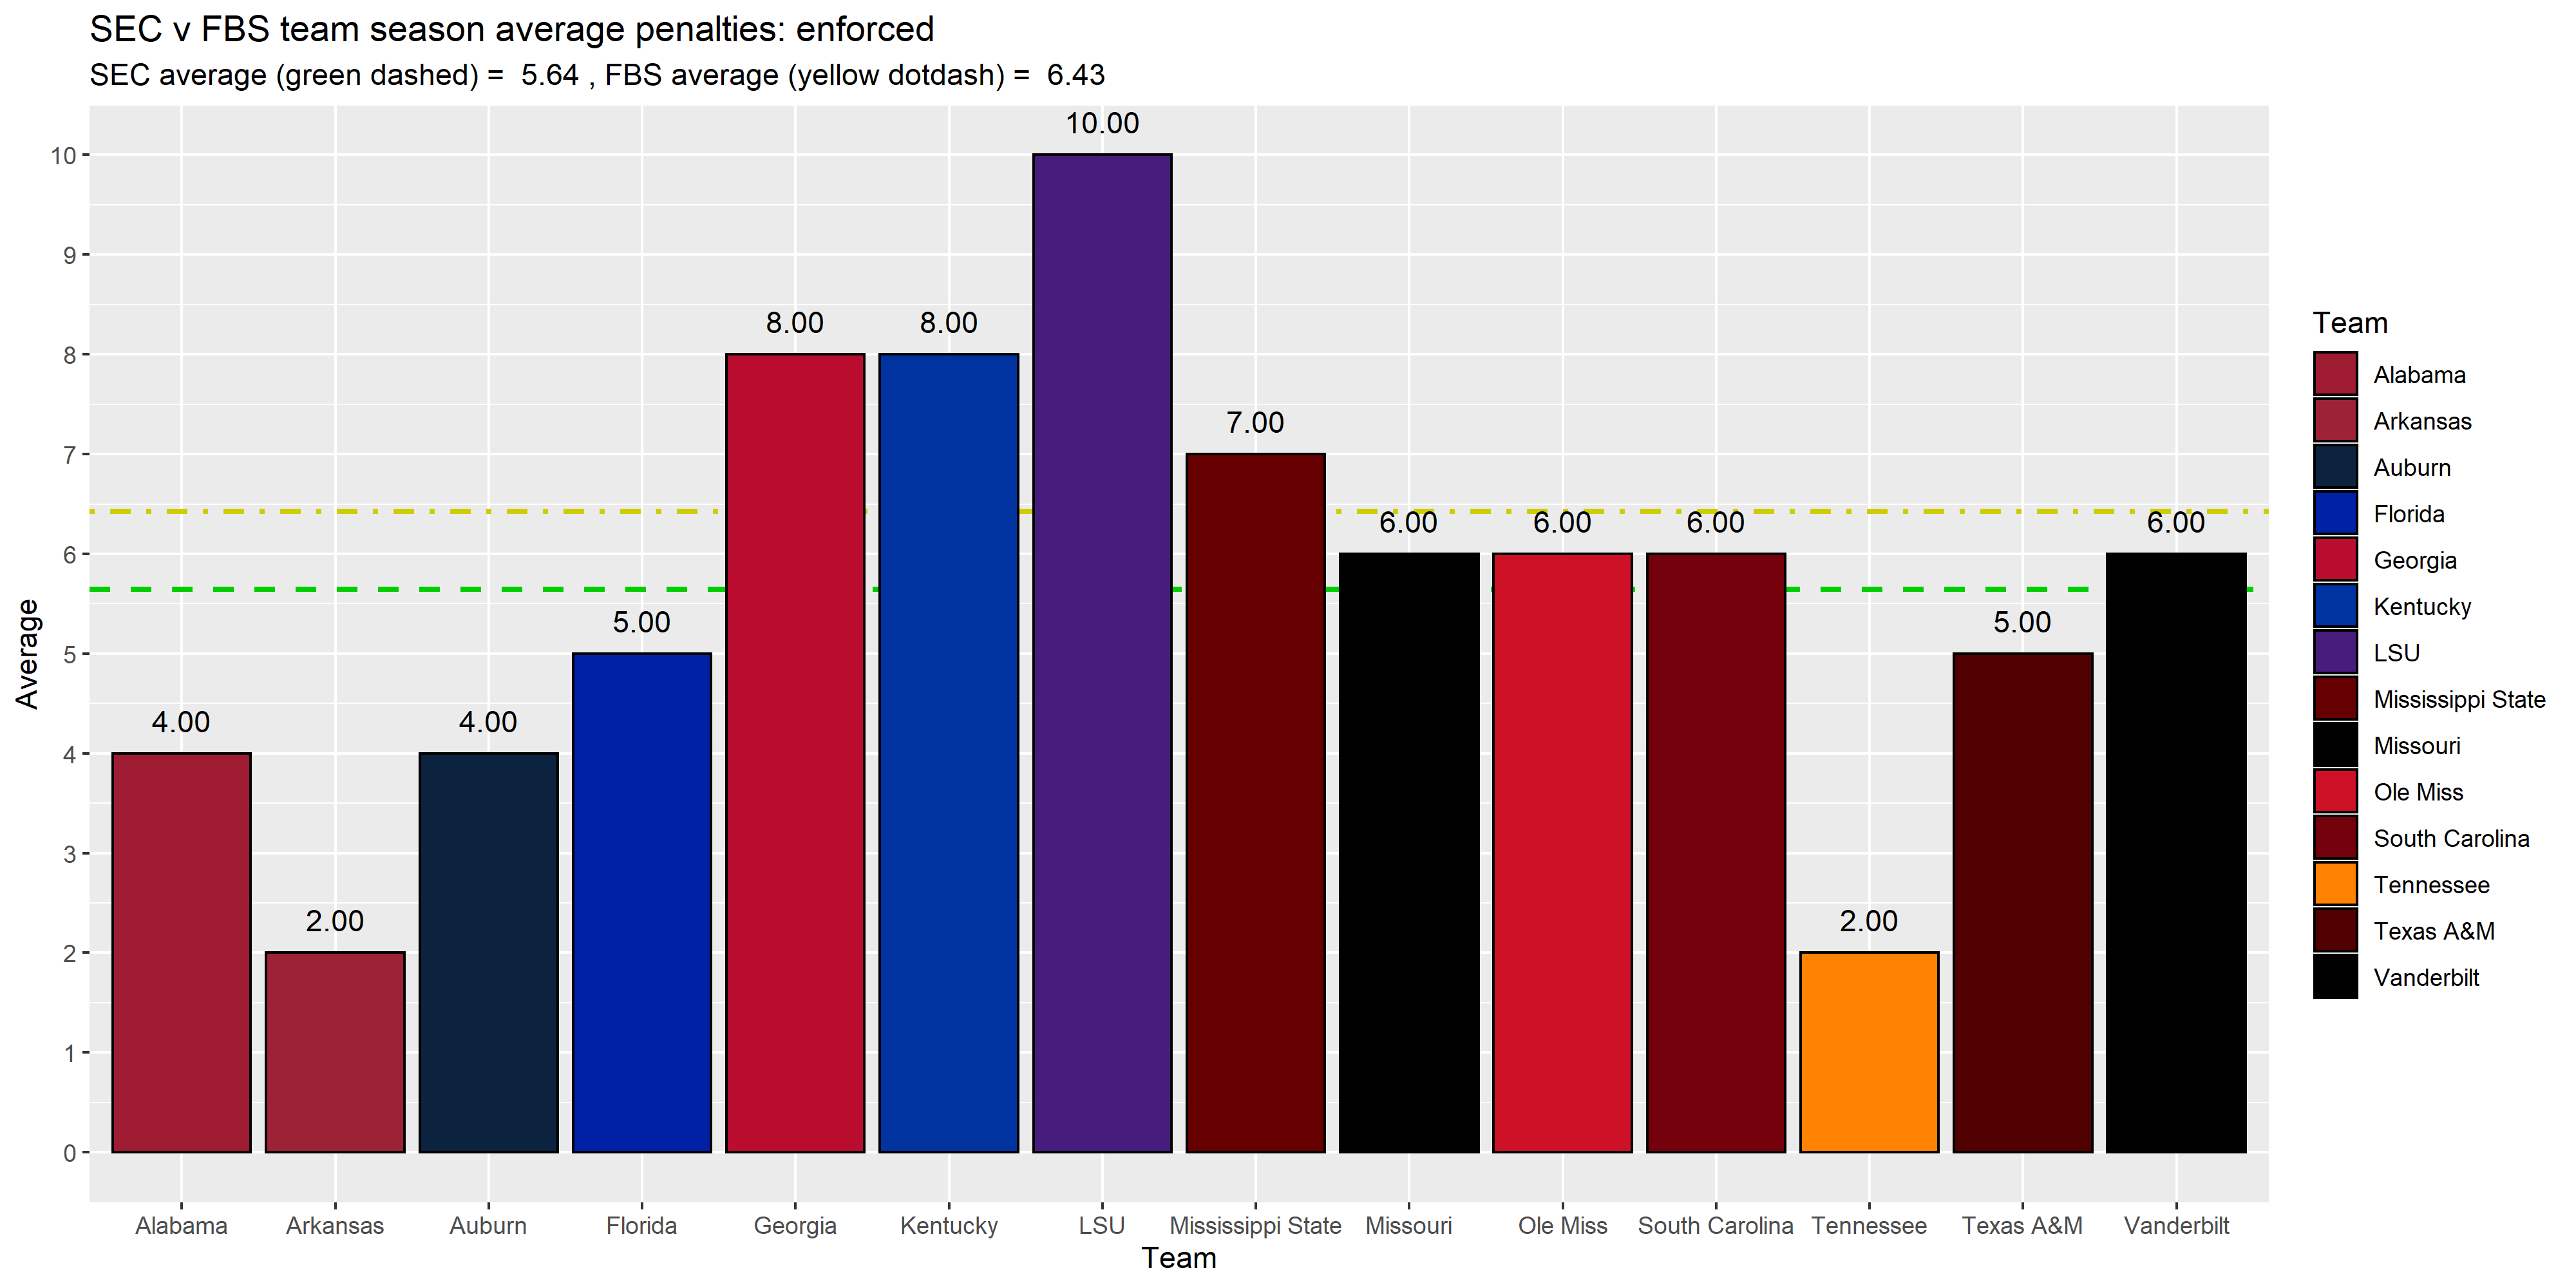 SEC v FBS team season average penalties: enforced
SEC average (green dashed) =  5.64 , FBS average (yellow dotdash) =  6.43
10.00
10
9
8.00 8.00
8
7.00
7
6.00 6.00 6.00 6.00
6
5.00 5.00
5
4.00 4.00
4
3
2.00 2.00
2
1
0
Average
Alabama Arkansas Auburn Florida Georgia Kentucky LSU Mississippi State Missouri Ole Miss South Carolina Tennessee Texas A&M Vanderbilt
Team
Team
Alabama
Arkansas
Auburn
Florida
Georgia
Kentucky
LSU
Mississippi State
Missouri
Ole Miss
South Carolina
Tennessee
Texas A&M
Vanderbilt